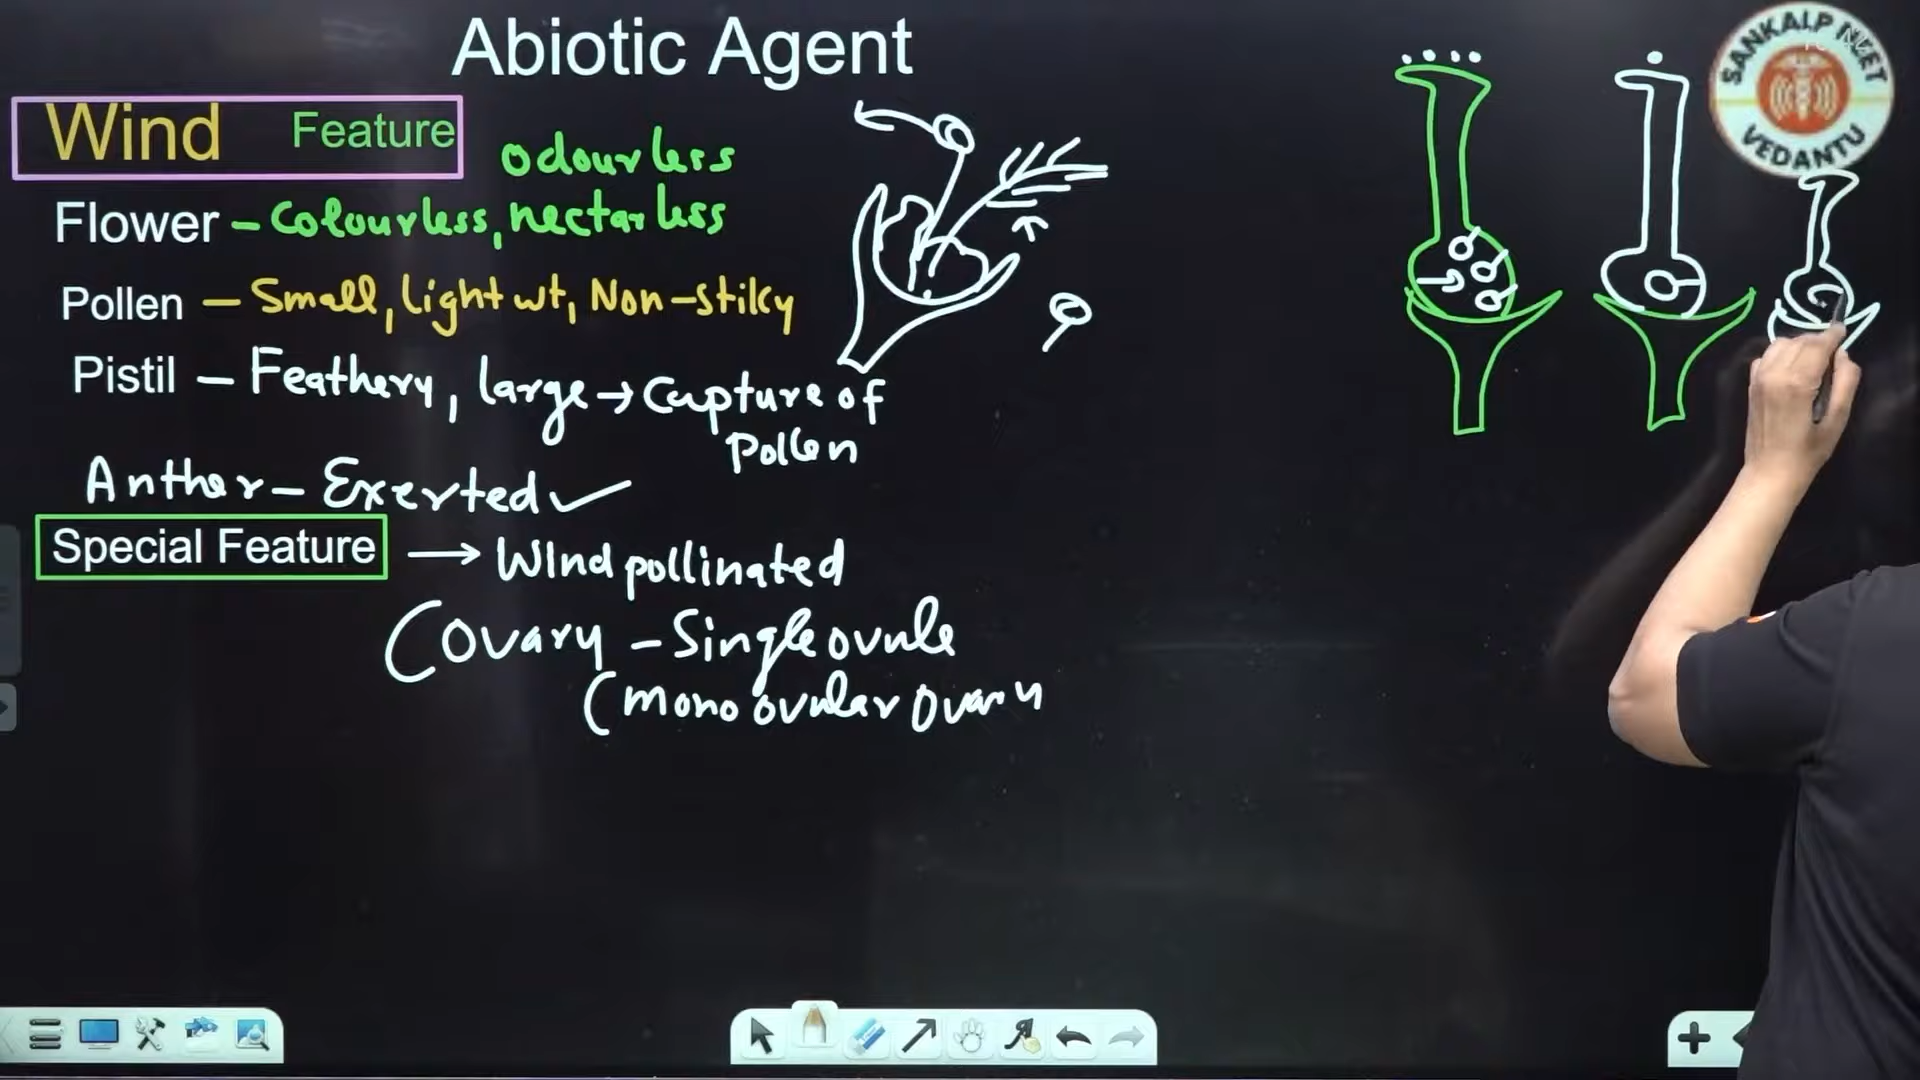 Abiotic Agent
Wind Feature
odourless
Flower – Colourless, nectarless
Pollen – Small, light wt, Non-stilky
Pistil – Feathery, large → Capture of
pollen
Anther – Exerted ✓
Special Feature → Wind pollinated
(Ovary – Single ovule
(mono ovular Ovary
SANKALP NEET
VEDANTU